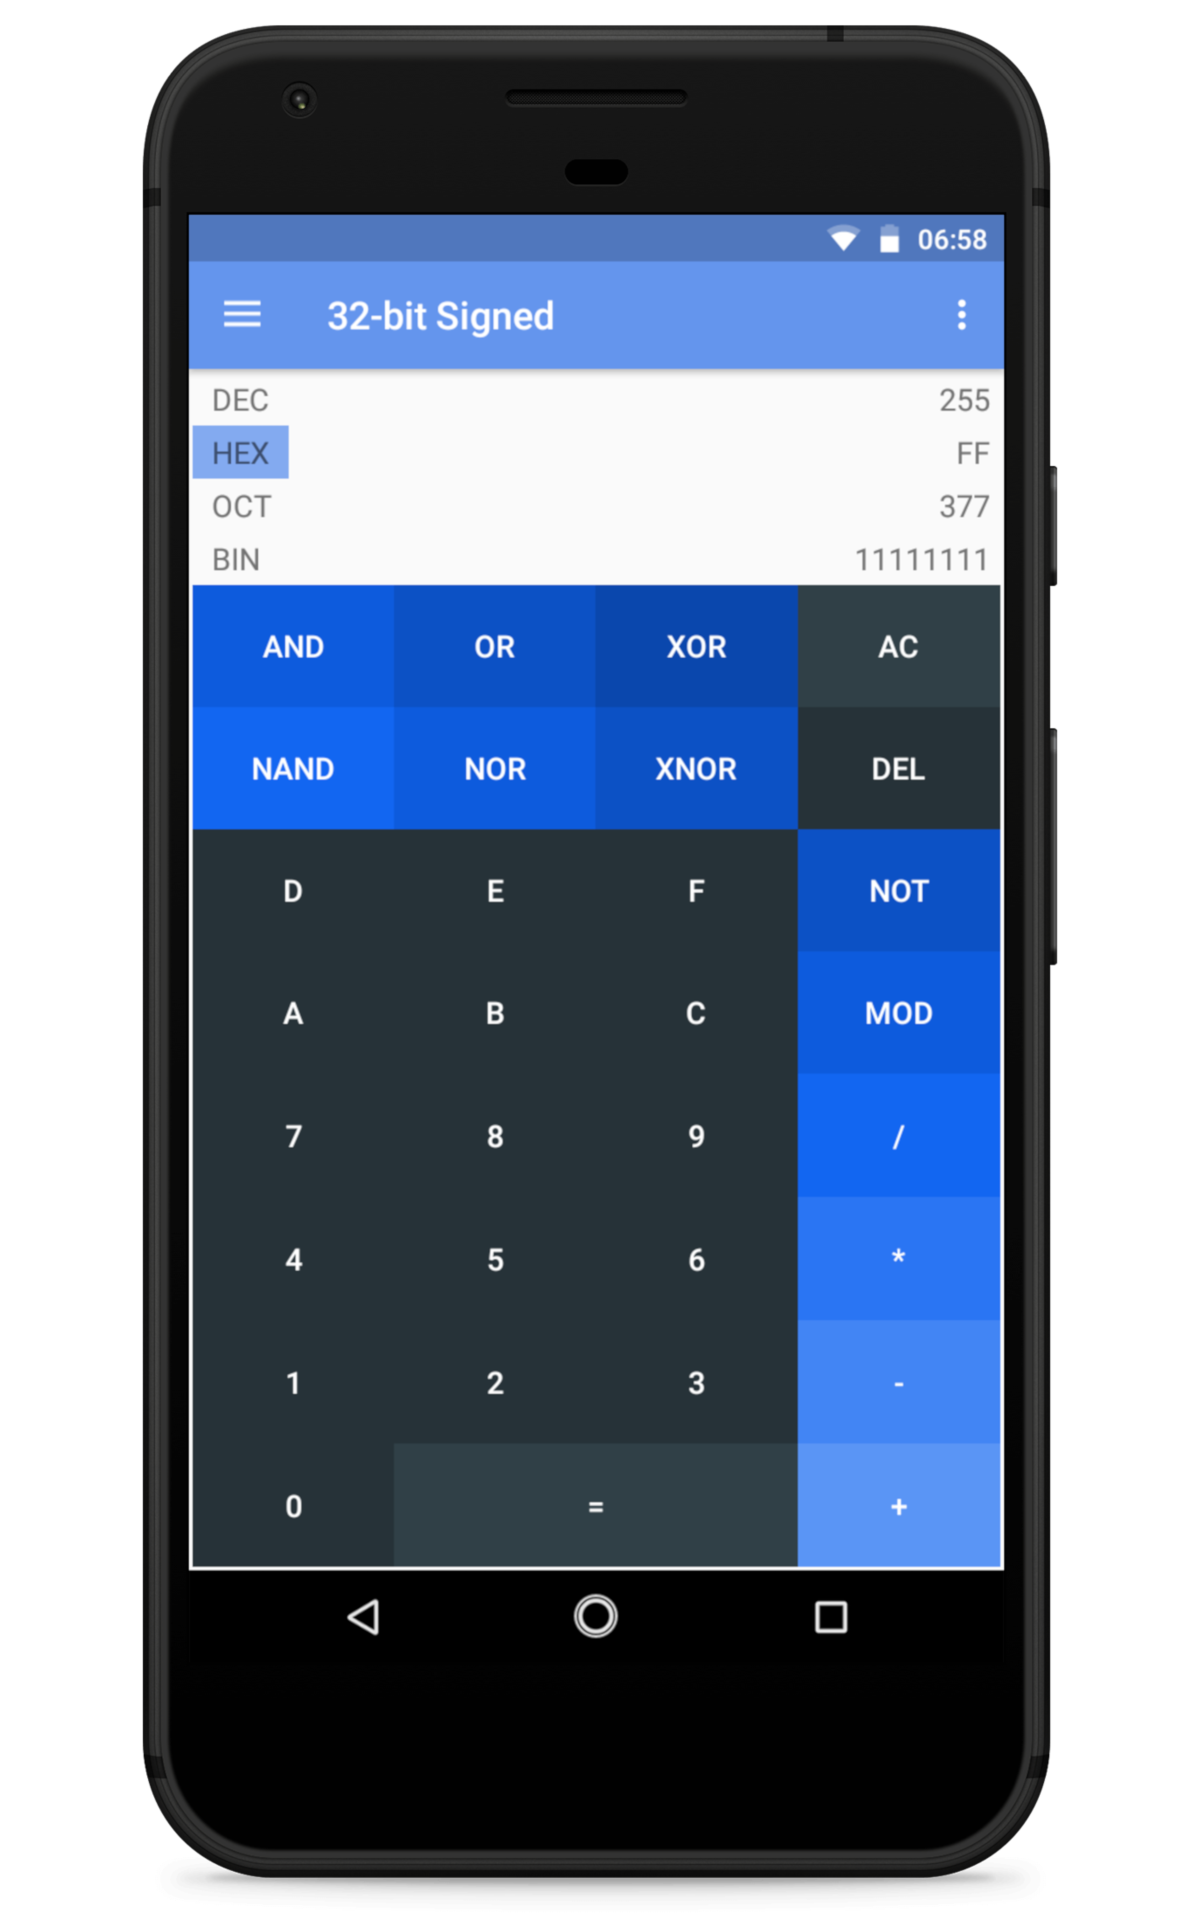 06:58
32-bit Signed
DEC 255
HEX FF
OCT 377
BIN 11111111
AND OR XOR AC
NAND NOR XNOR DEL
D E F NOT
A B C MOD
7 8 9 /
4 5 6 *
1 2 3 -
0 = +